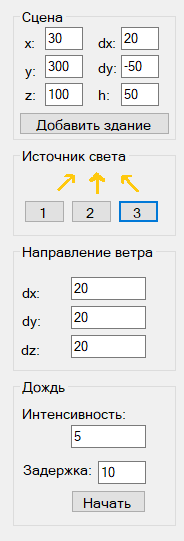 Сцена
x: 30 dx: 20
y: 300 dy: -50
z: 100 h: 50
Добавить здание
Источник света
1 2 3
Направление ветра
dx: 20
dy: 20
dz: 20
Дождь
Интенсивность:
5
Задержка: 10
Начать